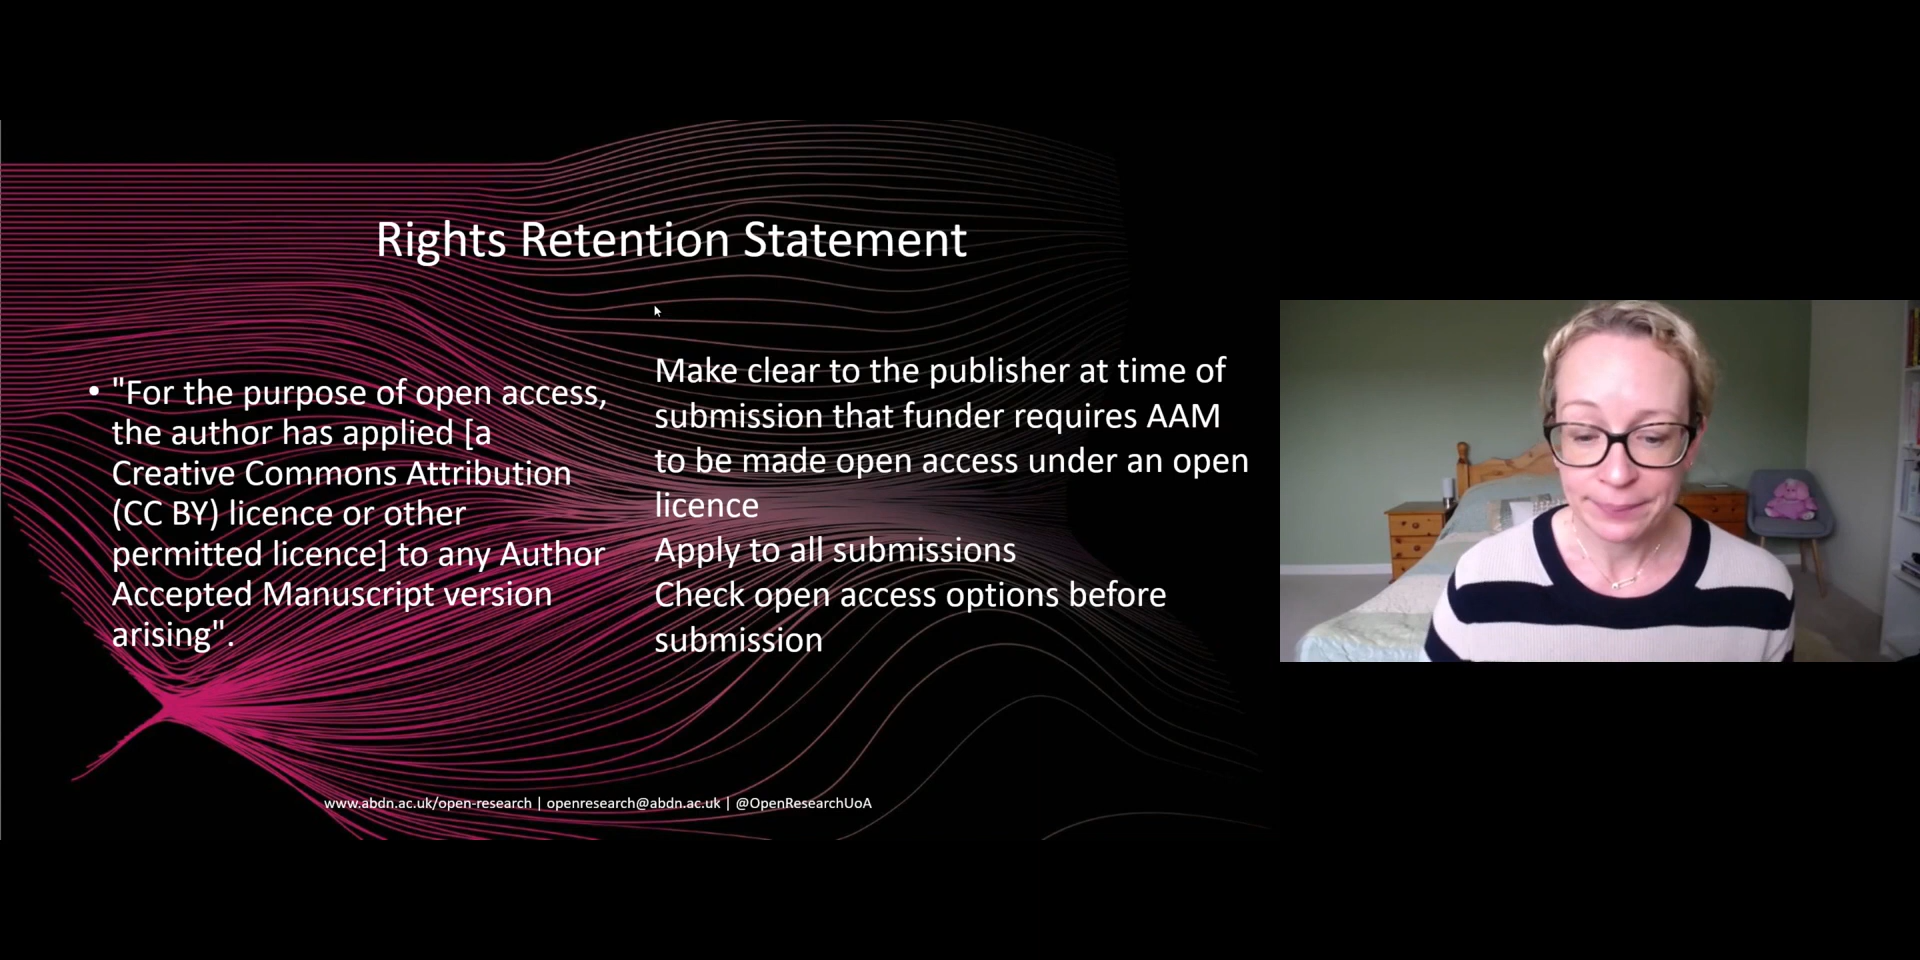 Rights Retention Statement
• "For the purpose of open access,
the author has applied [a
Creative Commons Attribution
(CC BY) licence or other
permitted licence] to any Author
Accepted Manuscript version
arising".
Make clear to the publisher at time of
submission that funder requires AAM
to be made open access under an open
licence
Apply to all submissions
Check open access options before
submission
www.abdn.ac.uk/open-research | openresearch@abdn.ac.uk | @OpenResearchUoA